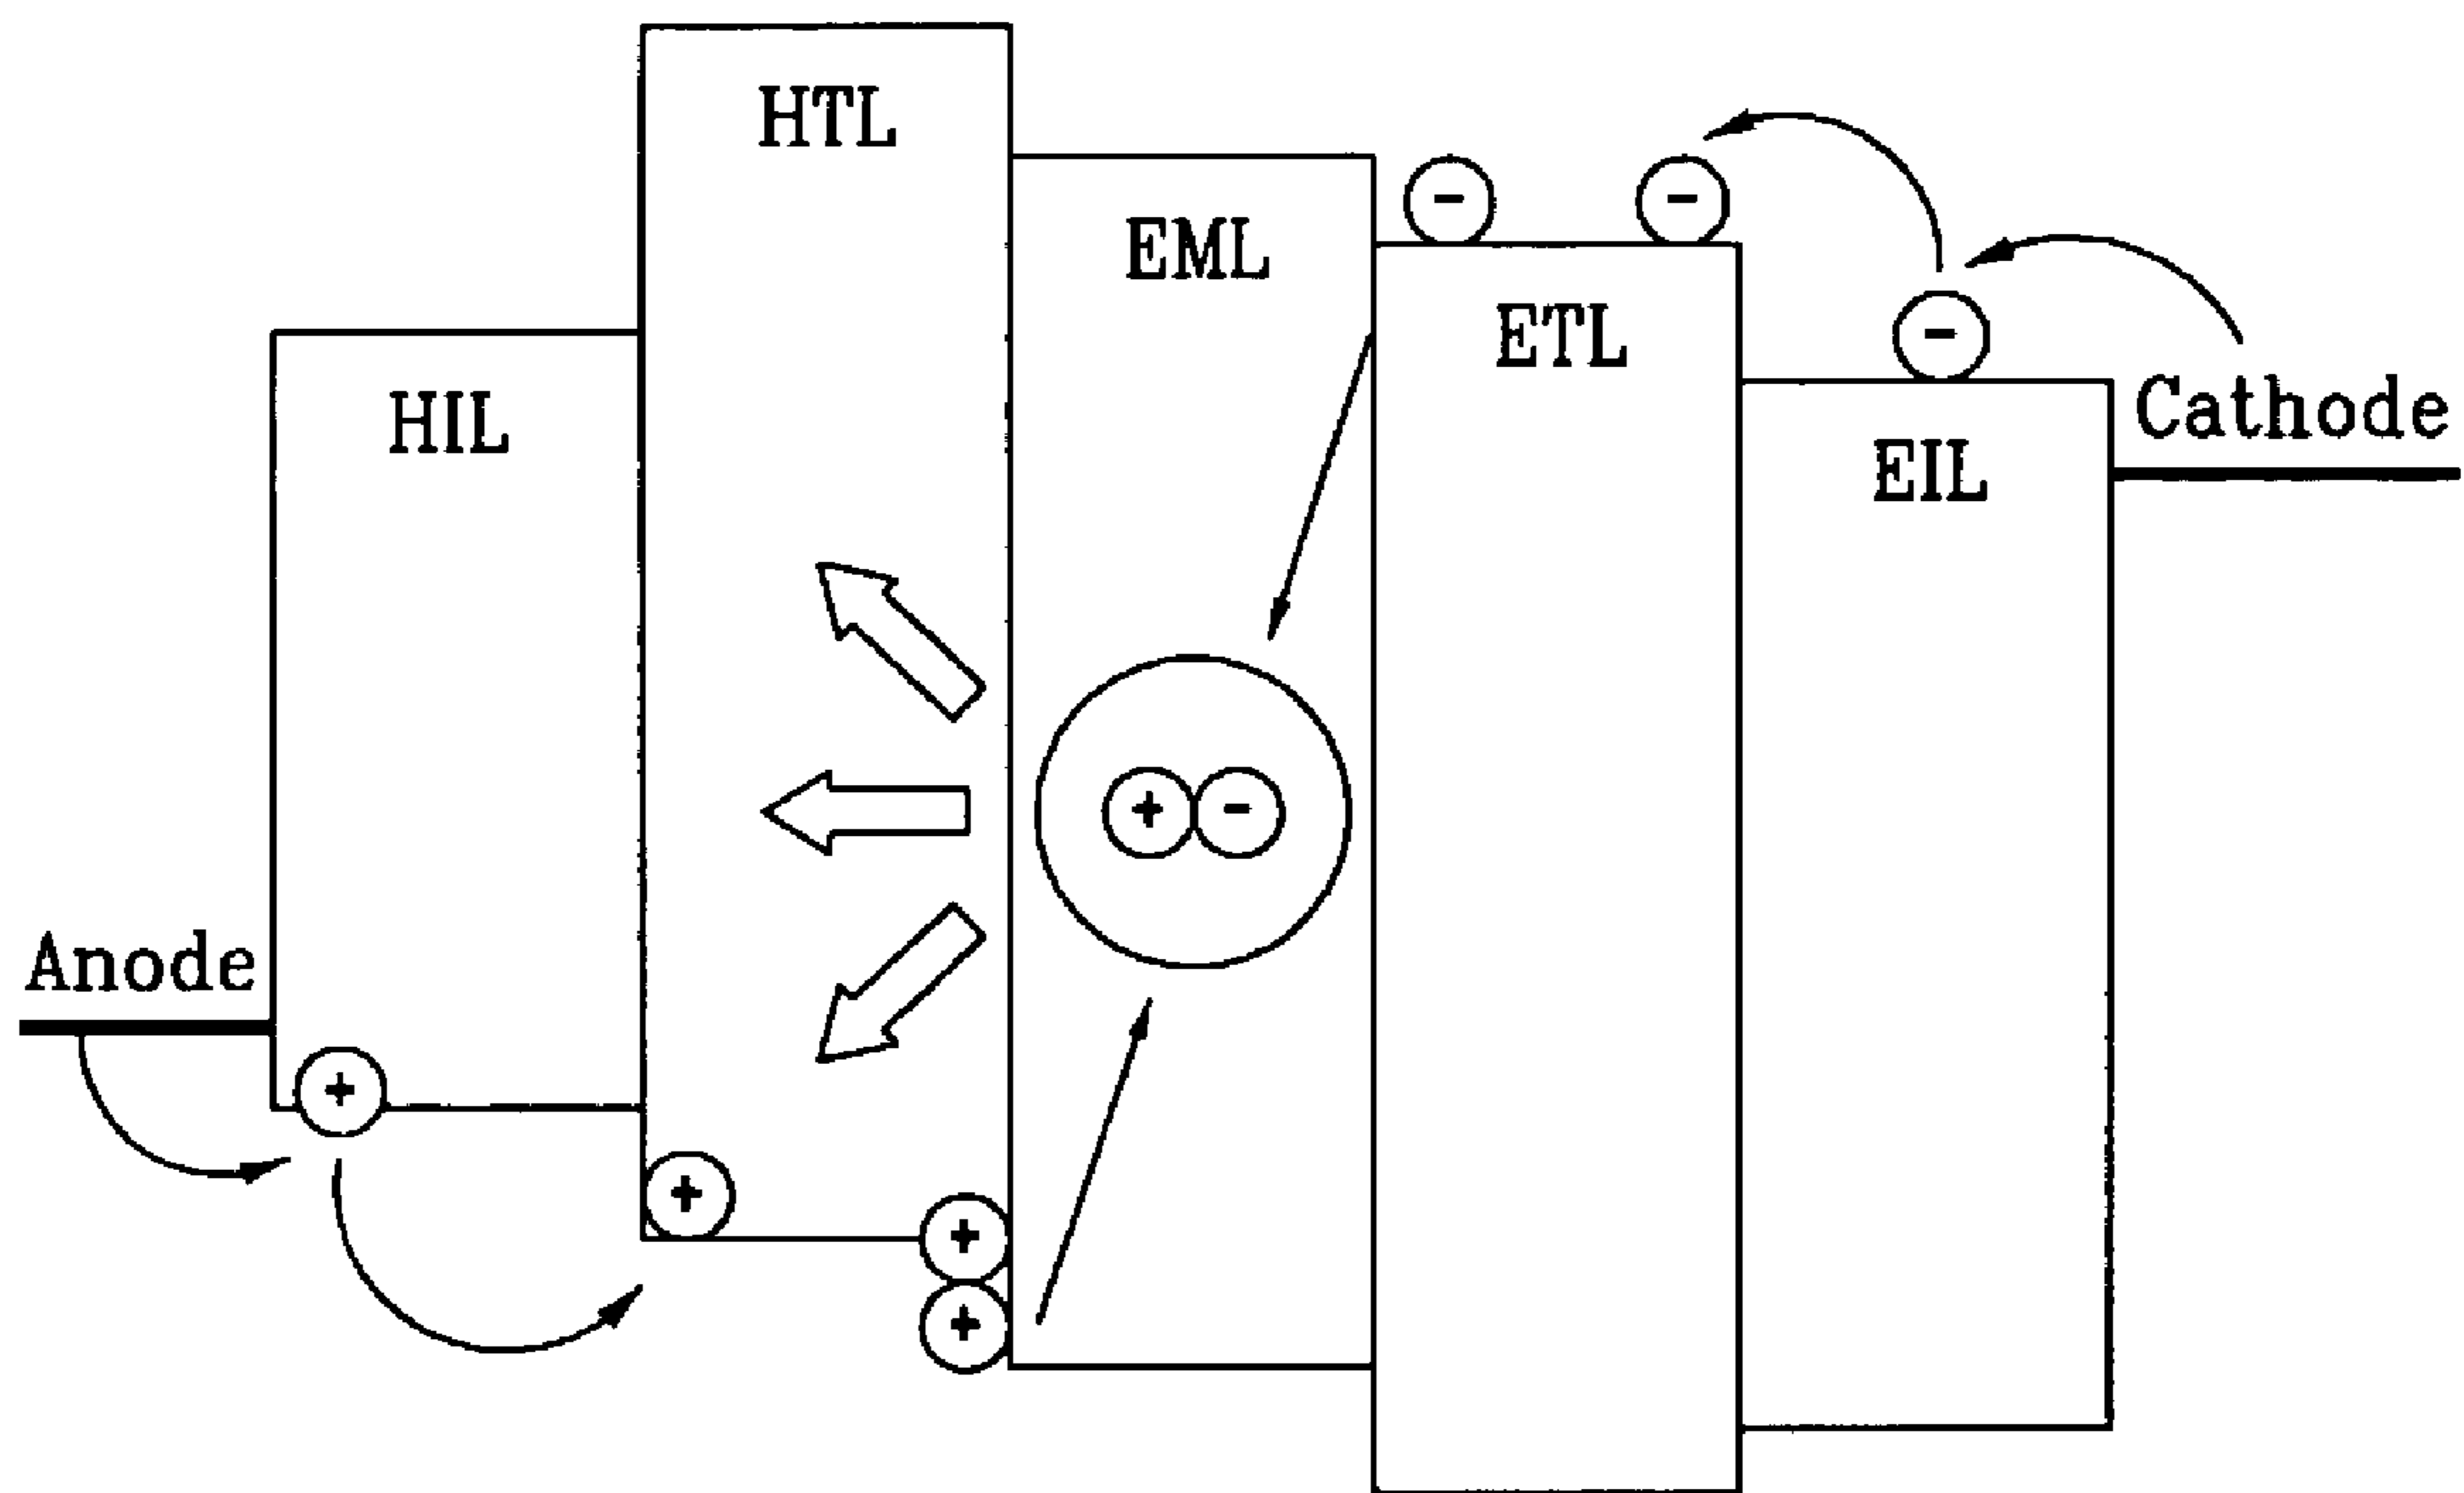 HTL
EML
ETL
HIL
Cathode
EIL
Anode
-
-
-
+ -
+
+
+
+